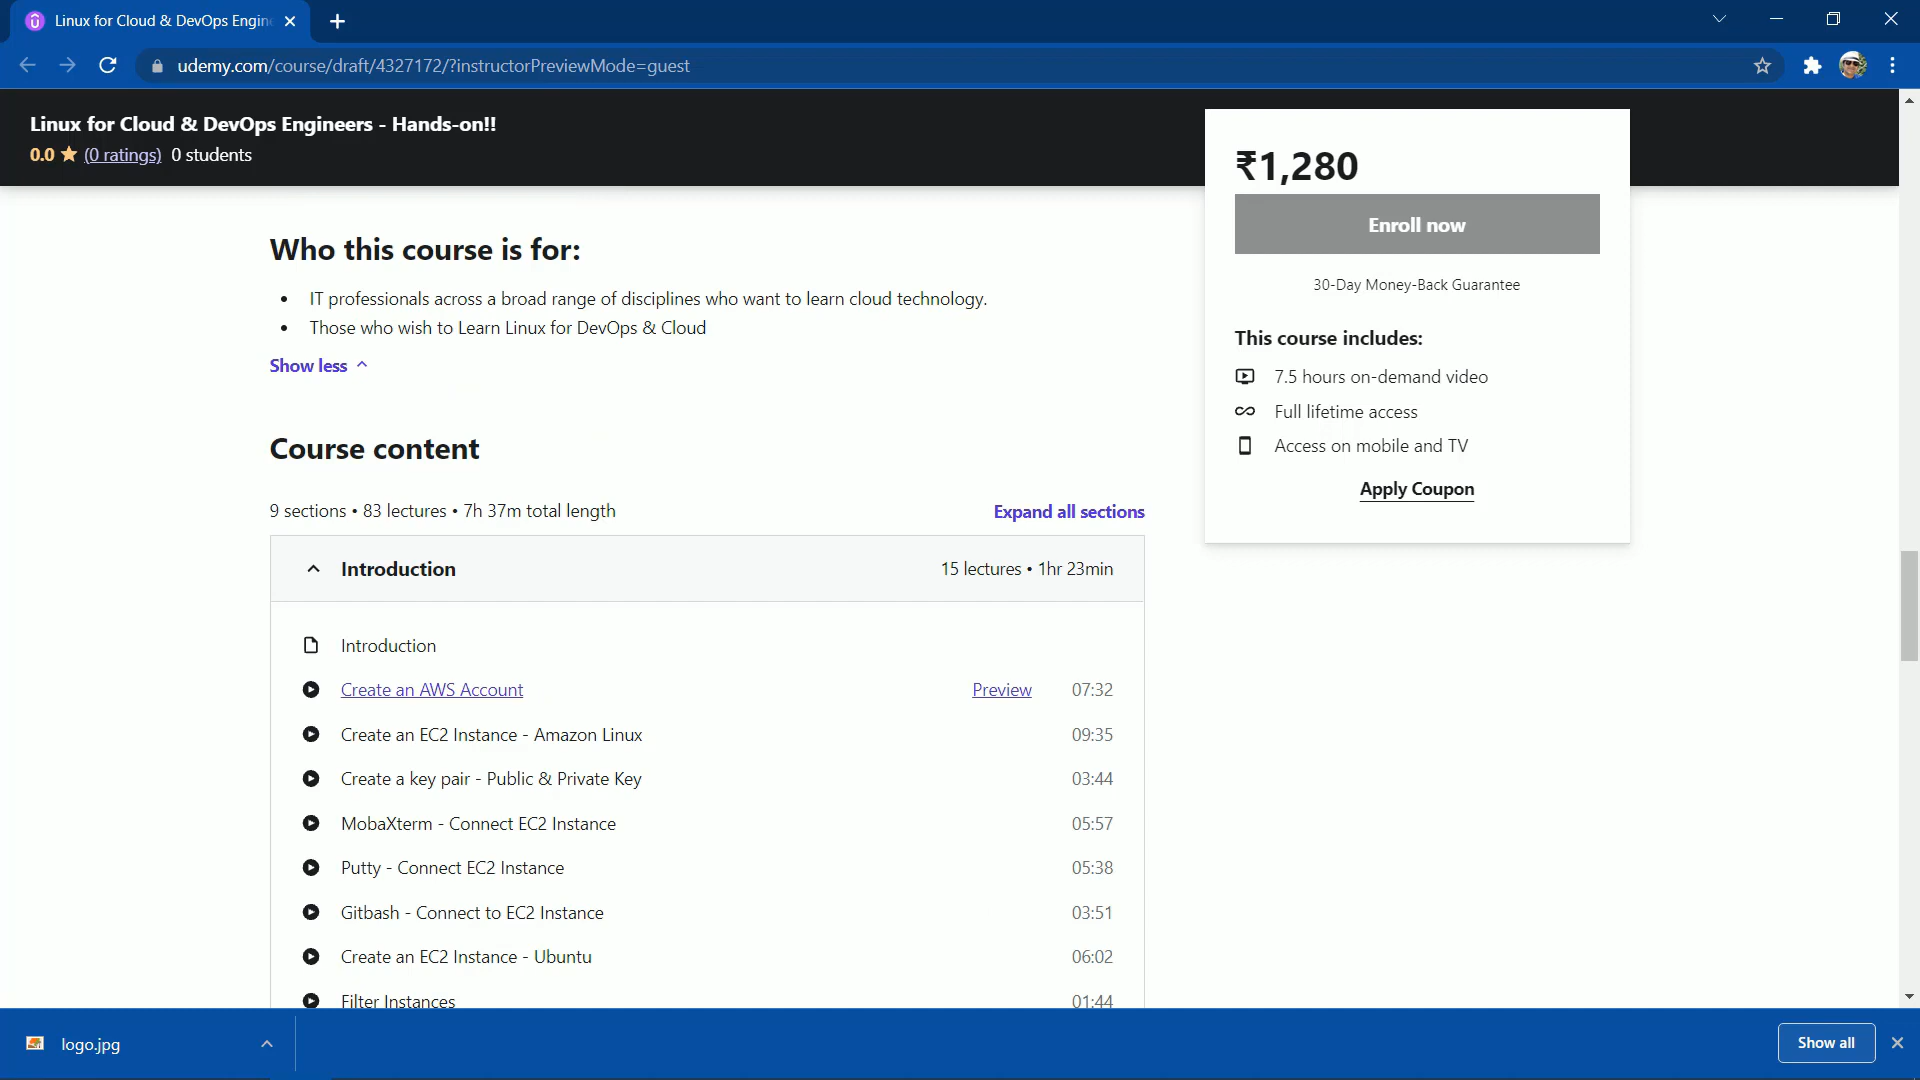 Linux for Cloud & DevOps Engin
udemy.com/course/draft/4327172/?instructorPreviewMode=guest
Linux for Cloud & DevOps Engineers - Hands-on!!
0.0 (0 ratings) 0 students
₹1,280
Enroll now
30-Day Money-Back Guarantee
This course includes:
7.5 hours on-demand video
Full lifetime access
Access on mobile and TV
Apply Coupon
Who this course is for:
• IT professionals across a broad range of disciplines who want to learn cloud technology.
• Those who wish to Learn Linux for DevOps & Cloud
Show less
Course content
9 sections • 83 lectures • 7h 37m total length
Expand all sections
Introduction 15 lectures • 1hr 23min
Introduction
Create an AWS Account Preview 07:32
Create an EC2 Instance - Amazon Linux 09:35
Create a key pair - Public & Private Key 03:44
MobaXterm - Connect EC2 Instance 05:57
Putty - Connect EC2 Instance 05:38
Gitbash - Connect to EC2 Instance 03:51
Create an EC2 Instance - Ubuntu 06:02
Filter Instances 01:44
logo.jpg
Show all